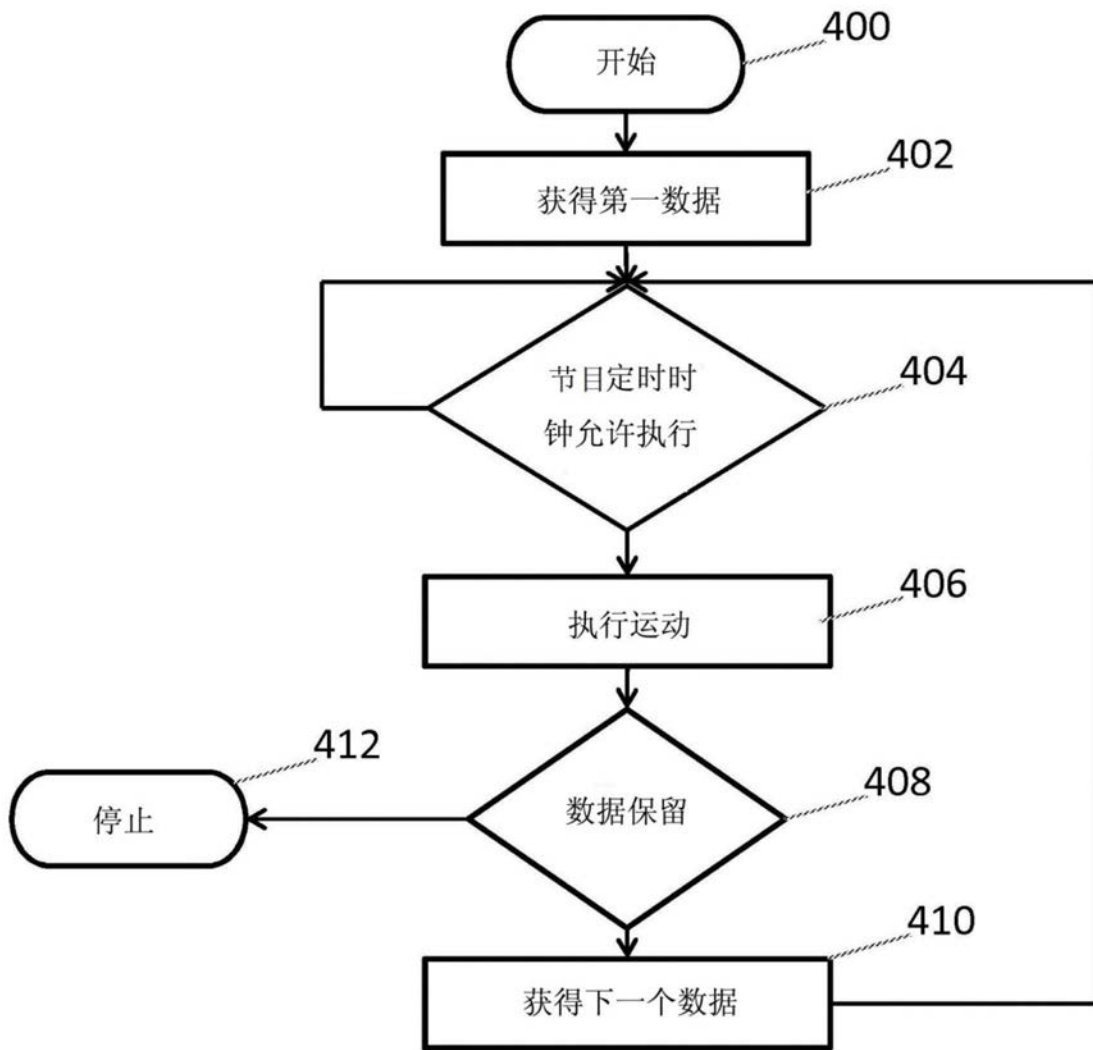 开始
400
获得第一数据
402
节目定时时
钟允许执行
404
执行运动
406
数据保留
408
停止
412
获得下一个数据
410